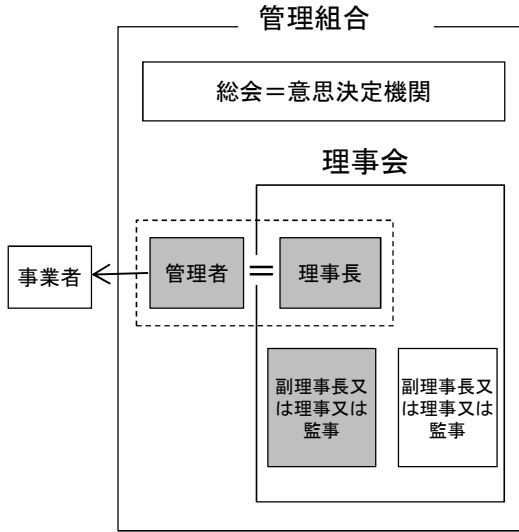 管理組合
総会＝意思決定機関
理事会
事業者
管理者
＝
理事長
副理事長又
は理事又は
監事
副理事長又
は理事又は
監事